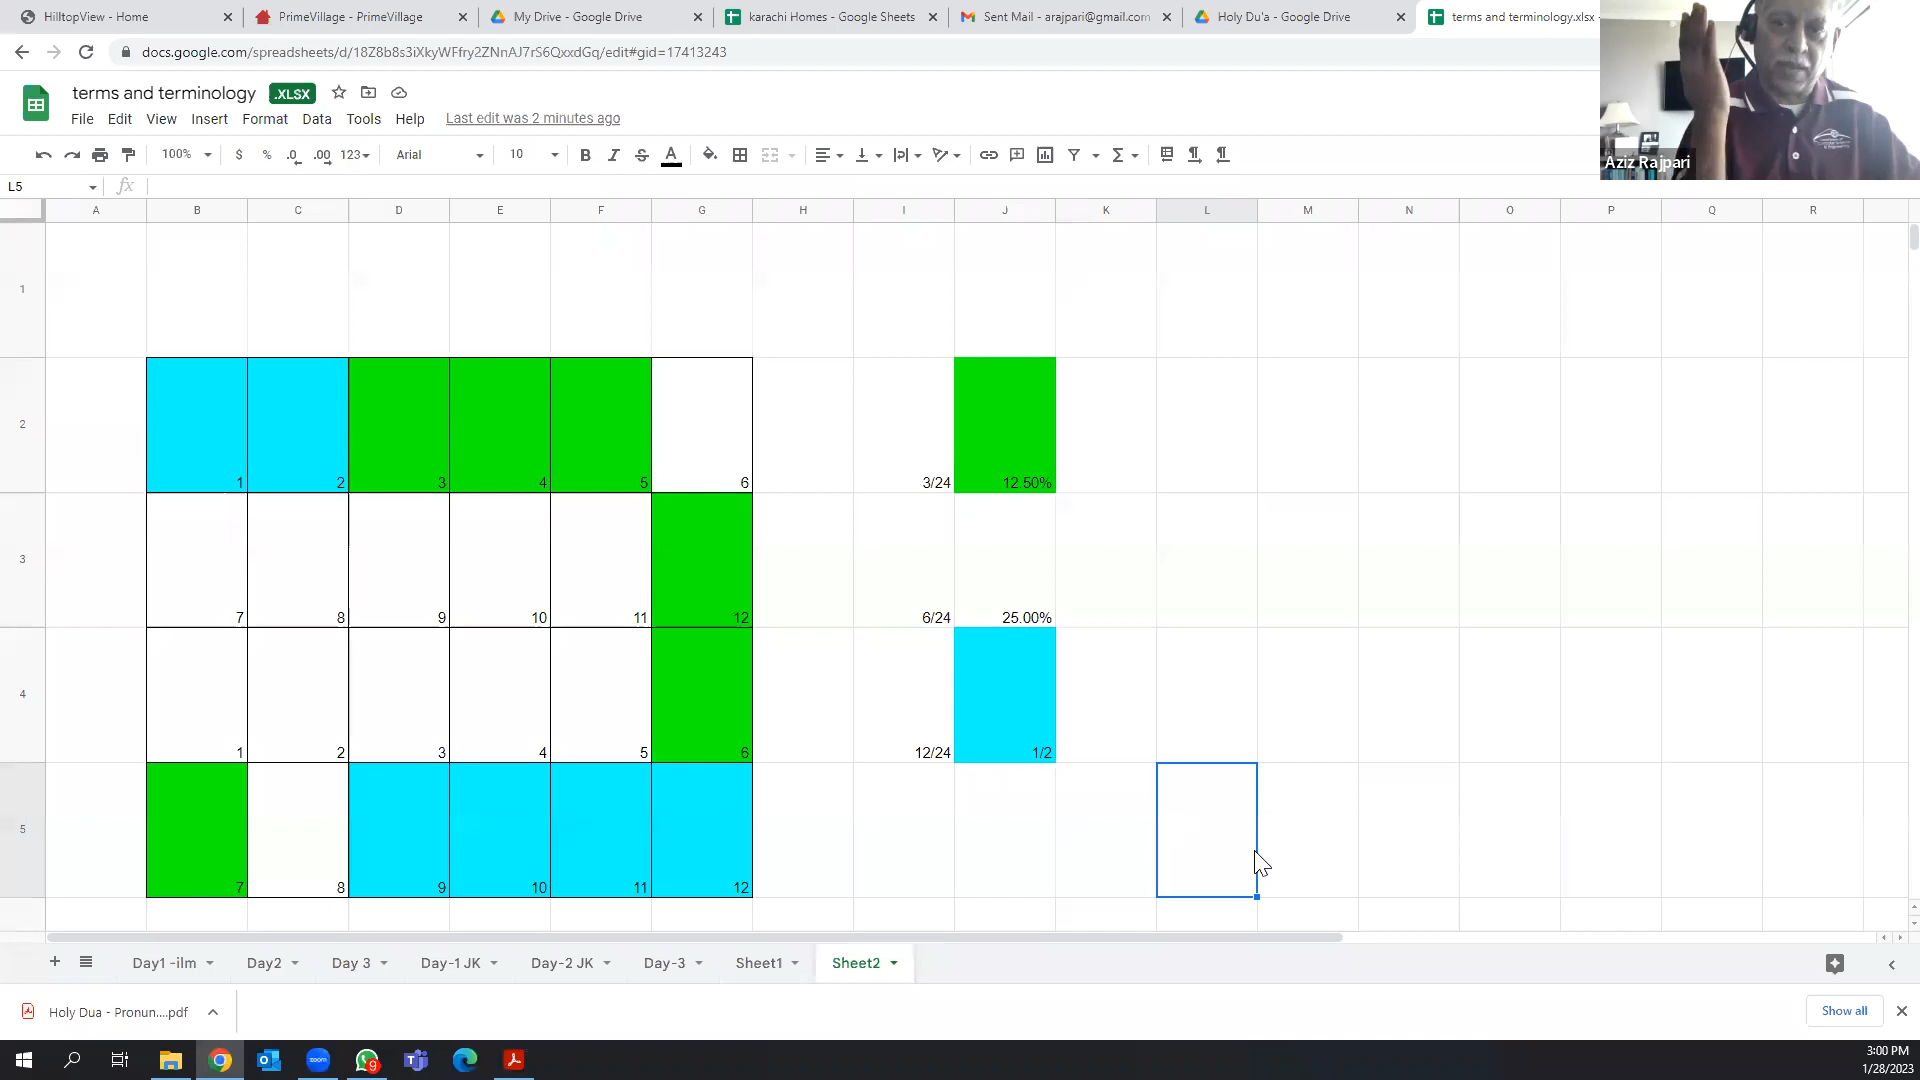 HilltopView - Home
PrimeVillage - PrimeVillage
My Drive - Google Drive
karachi Homes - Google Sheets
Sent Mail - arajpari@gmail.com
Holy Du'a - Google Drive
terms and terminology.xlsx -
docs.google.com/spreadsheets/d/18Z8b8s3iXkyWFfry2ZNnAJ7rS6QxxdGq/edit#gid=17413243
terms and terminology .XLSX
File Edit View Insert Format Data Tools Help Last edit was 2 minutes ago
100% $ % .0 .00 123 Arial 10 B I S A
Aziz Rajpari
L5 fx
A B C D E F G H I J K L M N O P Q R
1
2
1 2 3 4 5 6 3/24 12.50%
3
7 8 9 10 11 12 6/24 25.00%
4
1 2 3 4 5 6 12/24 1/2
5
7 8 9 10 11 12
Day1 -ilm Day2 Day 3 Day-1 JK Day-2 JK Day-3 Sheet1 Sheet2
Holy Dua - Pronun....pdf
Show all
zoom
9
3:00 PM
1/28/2023